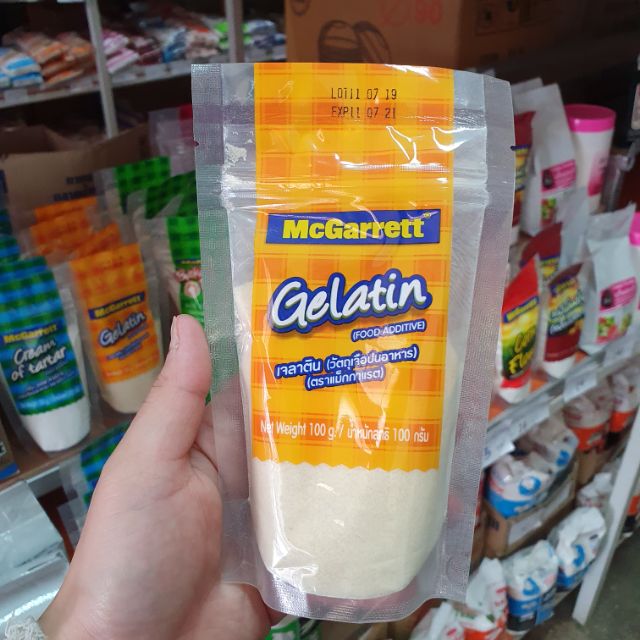 LOT11 07 19
EXP11 07 21
McGarrett™
Gelatin
(FOOD ADDITIVE)
เจลาติน (วัตถุเจือปนอาหาร)
(ตราแม็กกาแรต)
Net Weight 100 g. / น้ำหนักสุทธิ 100 กรัม
McGarrett
Cream
of tartar
McGarrett
Gelatin